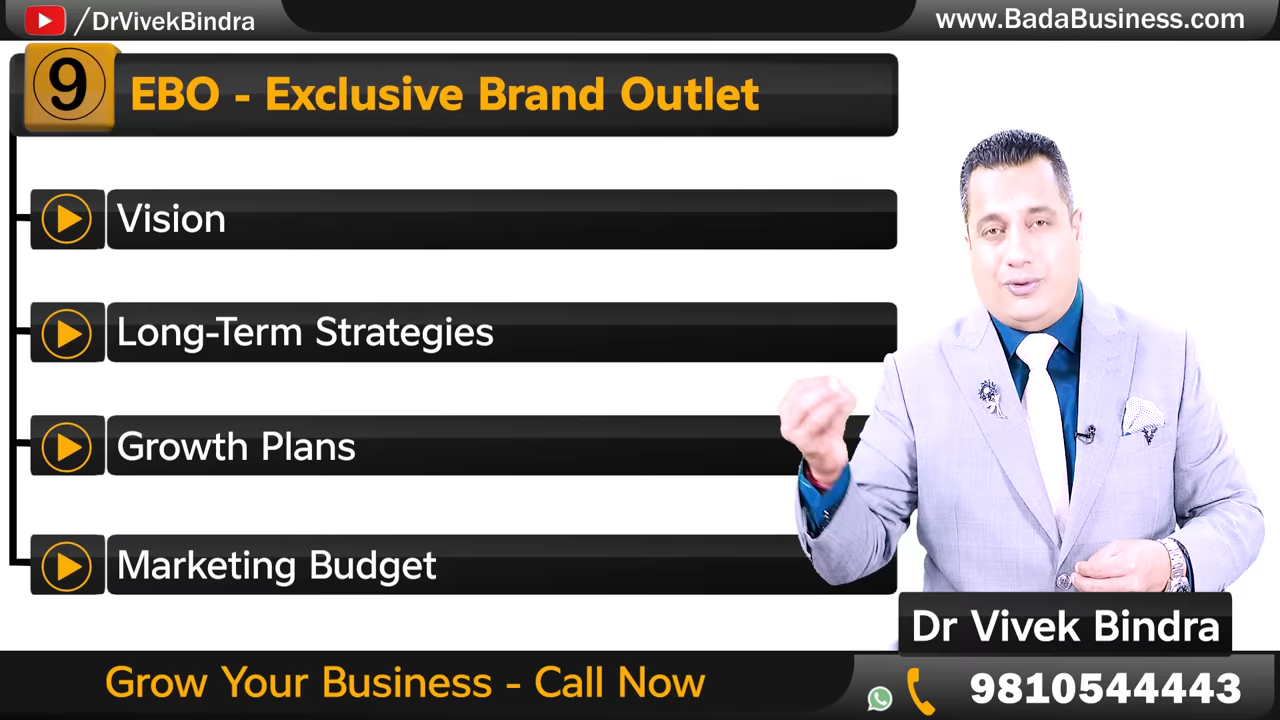 /DrVivekBindra
www.BadaBusiness.com
9
EBO - Exclusive Brand Outlet
Vision
Long-Term Strategies
Growth Plans
Marketing Budget
Dr Vivek Bindra
Grow Your Business - Call Now
9810544443